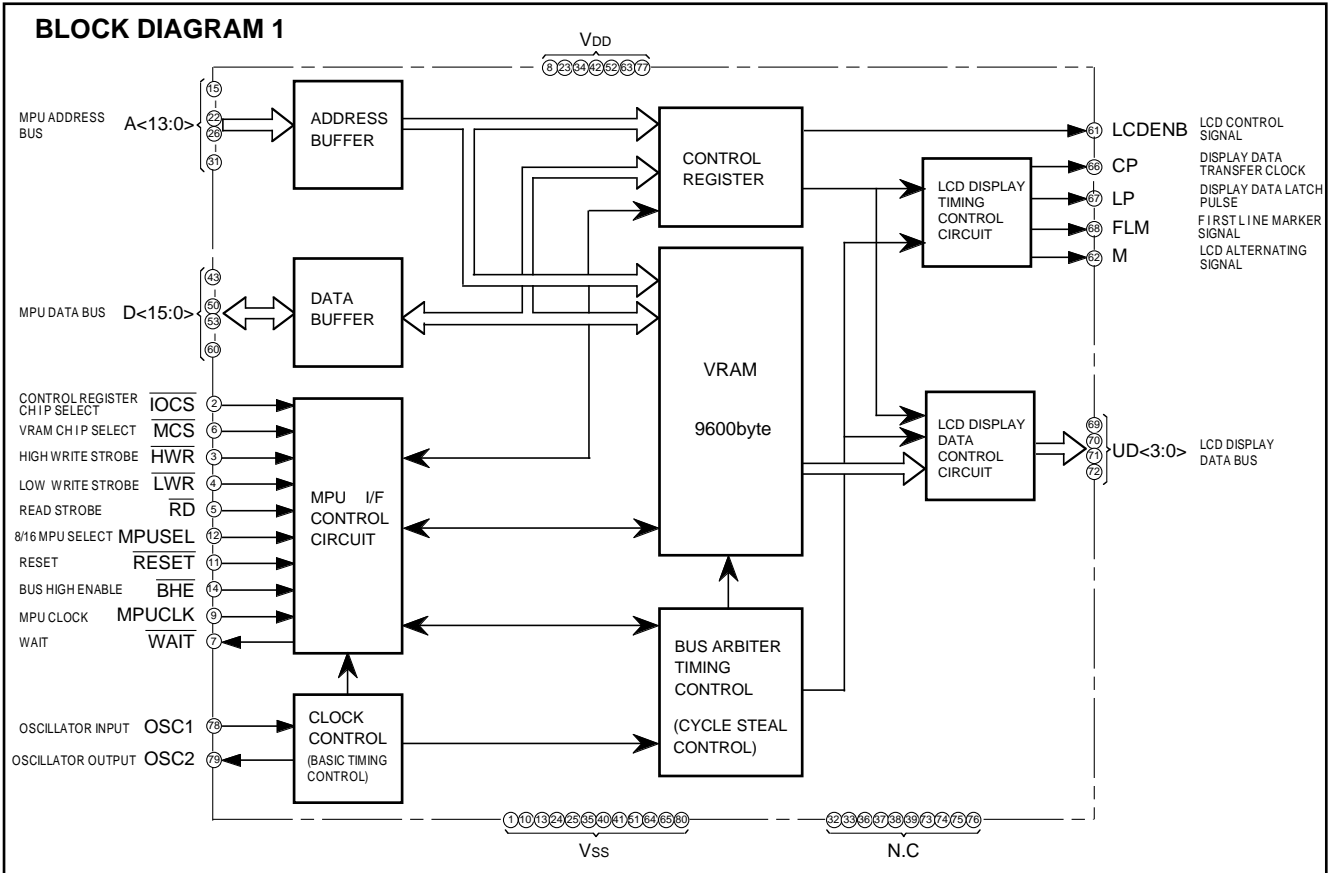 BLOCK DIAGRAM 1
VDD
8 23 34 42 52 63 77
MPU ADDRESS
BUS
A<13:0>
15
22
26
31
ADDRESS
BUFFER
CONTROL
REGISTER
61 LCDENB
LCD CONTROL
SIGNAL
LCD DISPLAY
TIMING
CONTROL
CIRCUIT
66 CP
DISPLAY DATA
TRANSFER CLOCK
67 LP
DISPLAY DATA LATCH
PULSE
68 FLM
FIRST LINE MARKER
SIGNAL
62 M
LCD ALTERNATING
SIGNAL
MPU DATA BUS
D<15:0>
43
50
53
60
DATA
BUFFER
VRAM
9600byte
LCD DISPLAY
DATA
CONTROL
CIRCUIT
69
70
71
72
UD<3:0>
LCD DISPLAY
DATA BUS
CONTROL REGISTER
CHIP SELECT
IOCS 2
VRAM CHIP SELECT MCS 6
HIGH WRITE STROBE HWR 3
LOW WRITE STROBE LWR 4
READ STROBE RD 5
8/16 MPU SELECT MPUSEL 12
RESET RESET 11
BUS HIGH ENABLE BHE 14
MPU CLOCK MPUCLK 9
WAIT WAIT 7
MPU I/F
CONTROL
CIRCUIT
BUS ARBITER
TIMING
CONTROL
(CYCLE STEAL
CONTROL)
OSCILLATOR INPUT OSC1 78
OSCILLATOR OUTPUT OSC2 79
CLOCK
CONTROL
(BASIC TIMING
CONTROL)
1 10 13 24 25 35 40 41 51 64 65 80
VSS
32 33 36 37 38 39 73 74 75 76
N.C